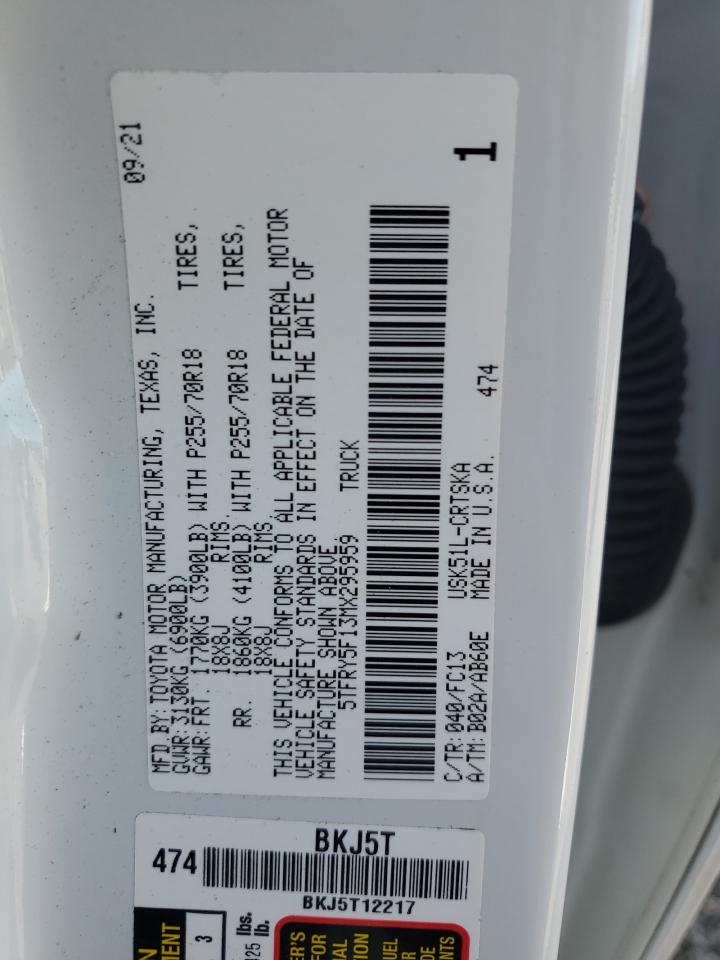 MFD.BY:TOYOTA MOTOR MANUFACTURING, TEXAS, INC. 09/21
GVWR:3130KG (6900LB)
GAWR:FRT. 1770KG (3900LB) WITH P255/70R18 TIRES,
18X8J RIMS
RR. 1860KG (4100LB) WITH P255/70R18 TIRES,
18X8J RIMS
THIS VEHICLE CONFORMS TO ALL APPLICABLE FEDERAL MOTOR
VEHICLE SAFETY STANDARDS IN EFFECT ON THE DATE OF
MANUFACTURE SHOWN ABOVE
5TFRY5F13MX295959 TRUCK
C/TR:040/FC13 USK51L-CRTSKA 474 1
A/TM:B02A/AB60E MADE IN U.S.A.
BKJ5T
474
BKJ5T12217
3
lbs.
lb.